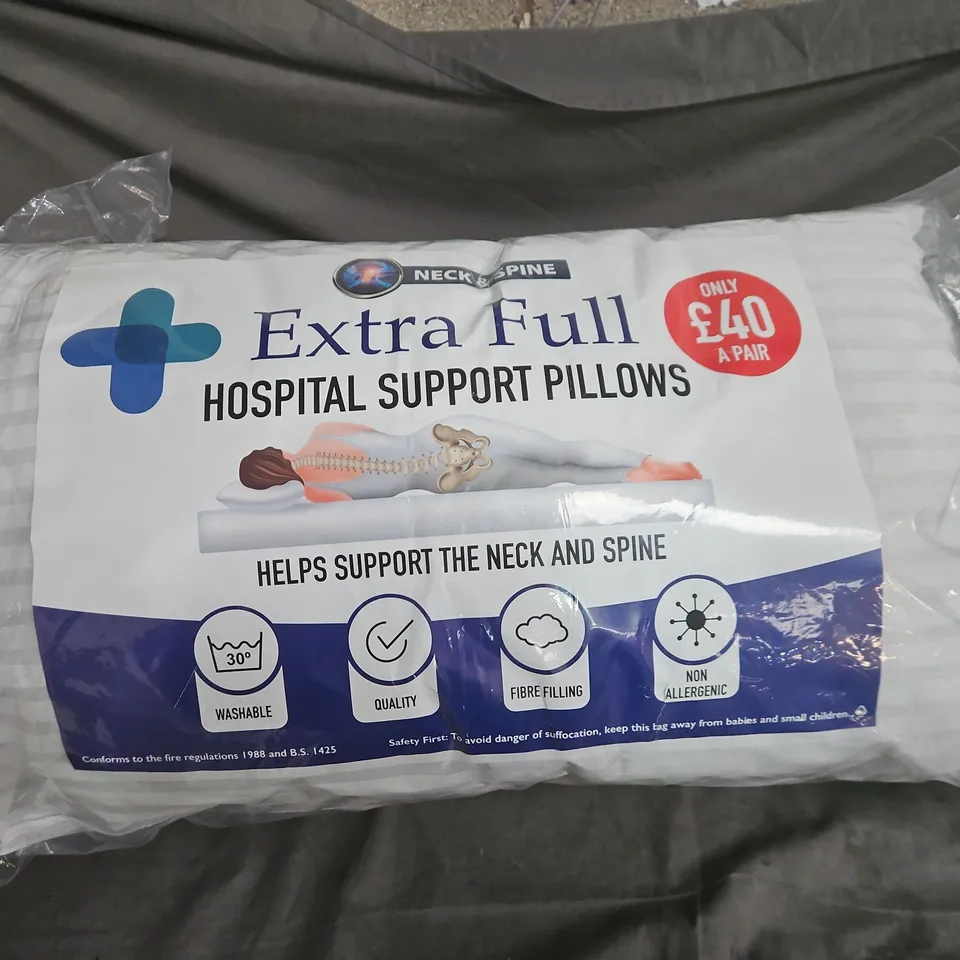 NECK & SPINE
Extra Full
HOSPITAL SUPPORT PILLOWS
ONLY
£40
A PAIR
HELPS SUPPORT THE NECK AND SPINE
30º
WASHABLE
QUALITY
FIBRE FILLING
NON
ALLERGENIC
Conforms to the fire regulations 1988 and B.S. 1425
Safety First: To avoid danger of suffocation, keep this bag away from babies and small children.